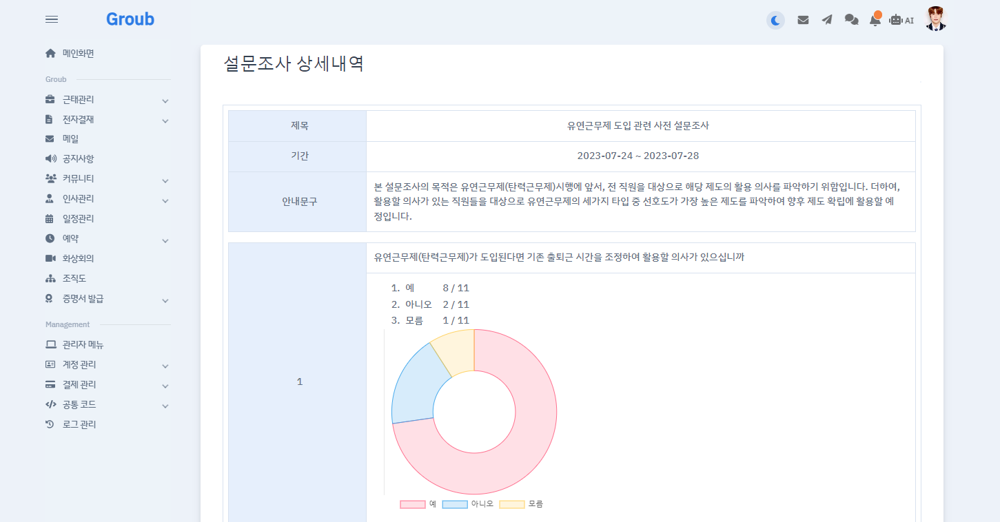 Groub
AI
메인화면
Groub
근태관리
전자결재
메일
공지사항
커뮤니티
인사관리
일정관리
예약
화상회의
조직도
증명서 발급
Management
관리자 메뉴
계정 관리
결제 관리
공통 코드
로그 관리
설문조사 상세내역
제목
유연근무제 도입 관련 사전 설문조사
기간
2023-07-24 ~ 2023-07-28
안내문구
본 설문조사의 목적은 유연근무제(탄력근무제)시행에 앞서, 전 직원을 대상으로 해당 제도의 활용 의사를 파악하기 위함입니다. 더하여,
활용할 의사가 있는 직원들을 대상으로 유연근무제의 세가지 타입 중 선호도가 가장 높은 제도를 파악하여 향후 제도 확립에 활용할 예
정입니다.
1
유연근무제(탄력근무제)가 도입된다면 기존 출퇴근 시간을 조정하여 활용할 의사가 있으십니까
1. 예 8 / 11
2. 아니오 2 / 11
3. 모름 1 / 11
예 아니오 모름